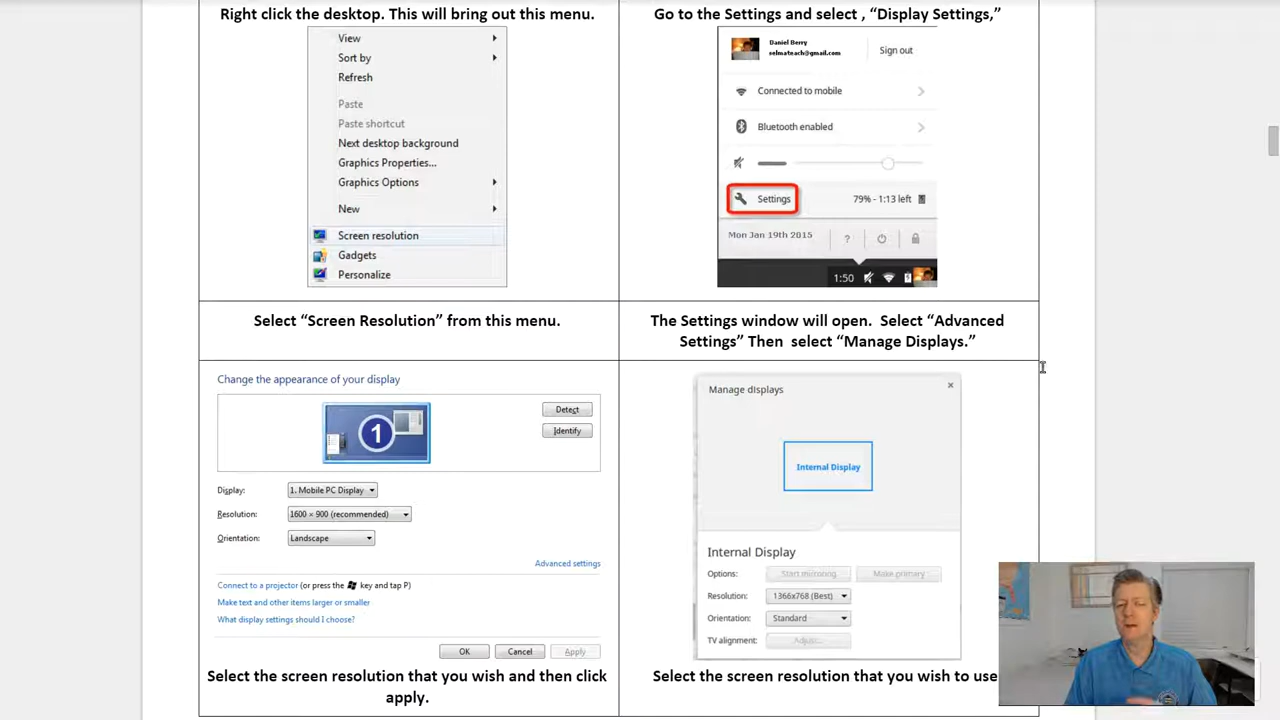 Right click the desktop. This will bring out this menu.
View
Sort by
Refresh
Paste
Paste shortcut
Next desktop background
Graphics Properties...
Graphics Options
New
Screen resolution
Gadgets
Personalize
Go to the Settings and select , “Display Settings,”
Daniel Berry
selmateach@gmail.com
Sign out
Connected to mobile
Bluetooth enabled
Settings
79% - 1:13 left
Mon Jan 19th 2015
?
1:50
Select “Screen Resolution” from this menu.
The Settings window will open. Select “Advanced
Settings” Then select “Manage Displays.”
Change the appearance of your display
1
Detect
Identify
Display:
1. Mobile PC Display
Resolution:
1600 × 900 (recommended)
Orientation:
Landscape
Advanced settings
Connect to a projector (or press the key and tap P)
Make text and other items larger or smaller
What display settings should I choose?
OK
Cancel
Apply
Select the screen resolution that you wish and then click
apply.
Manage displays
×
Internal Display
Internal Display
Options:
Start mirroring
Make primary
Resolution:
1366x768 (Best)
Orientation:
Standard
TV alignment:
Adjust...
Select the screen resolution that you wish to use